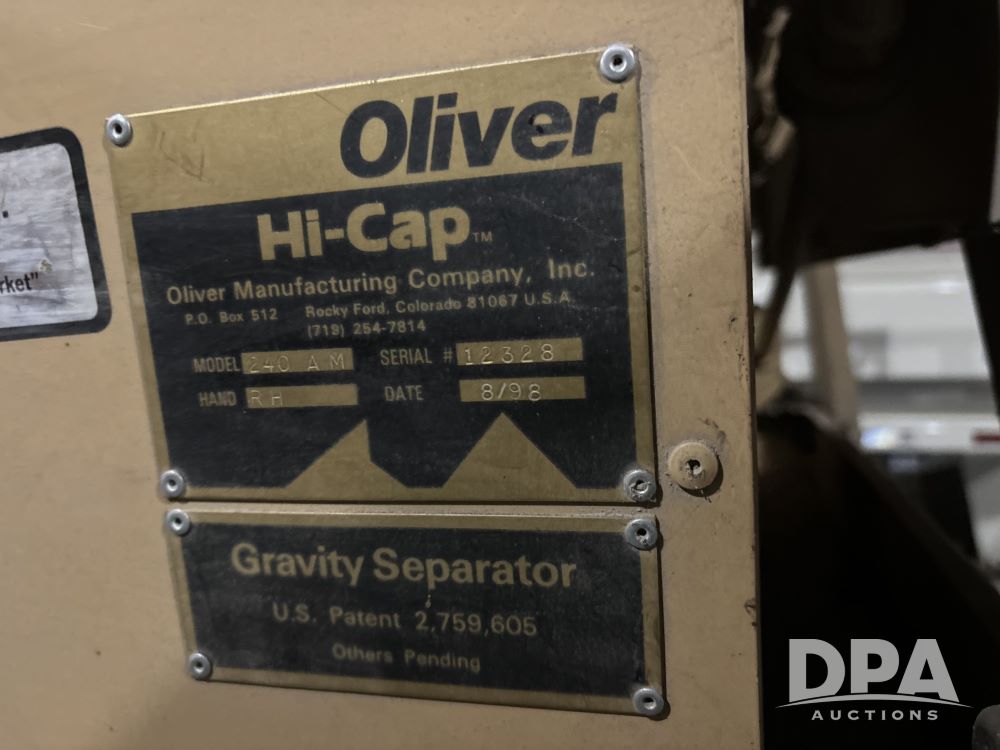 rket"
Oliver
Hi-Cap™
Oliver Manufacturing Company, Inc.
P.O. Box 512 Rocky Ford, Colorado 81067 U.S.A.
(719) 254-7814
MODEL 240 AM SERIAL # 12328
HAND RH DATE 8/98
Gravity Separator
U.S. Patent 2,759,605
Others Pending
DPA
AUCTIONS